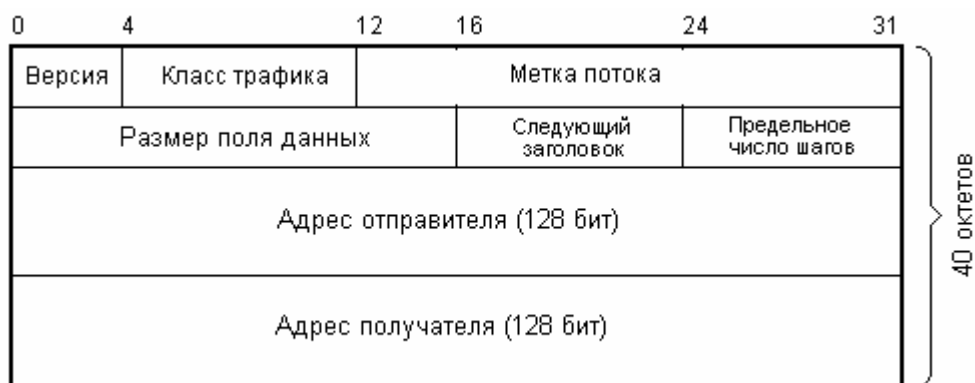 0 4 12 16 24 31
Версия Класс трафика Метка потока
Размер поля данных Следующий заголовок Предельное число шагов
Адрес отправителя (128 бит)
Адрес получателя (128 бит)
40 октетов